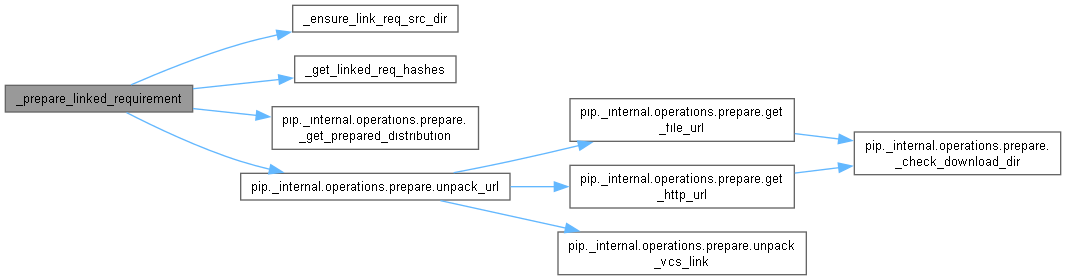 _ensure_link_req_src_dir
_get_linked_req_hashes
_prepare_linked_requirement
pip._internal.operations.prepare.
_get_prepared_distribution
pip._internal.operations.prepare.unpack_url
pip._internal.operations.prepare.get
_file_url
pip._internal.operations.prepare.get
_http_url
pip._internal.operations.prepare.unpack
_vcs_link
pip._internal.operations.prepare.
_check_download_dir